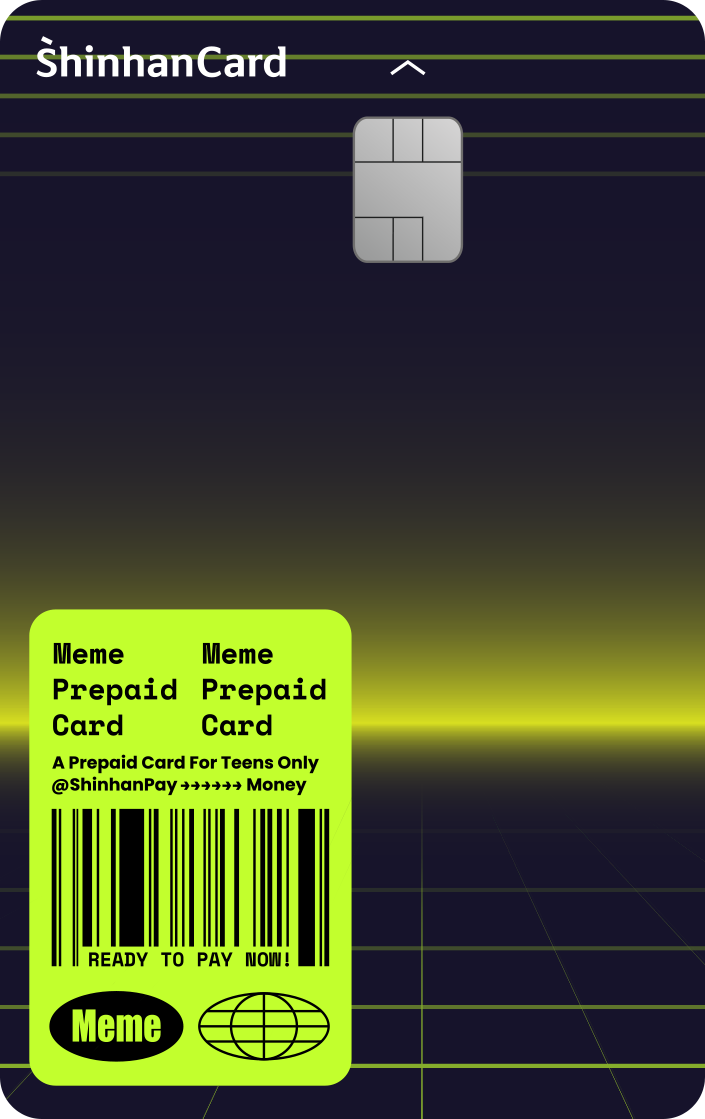 ShinhanCard
Meme Meme
Prepaid Prepaid
Card Card
A Prepaid Card For Teens Only
@ShinhanPay →→→→→→ Money
READY TO PAY NOW!
Meme